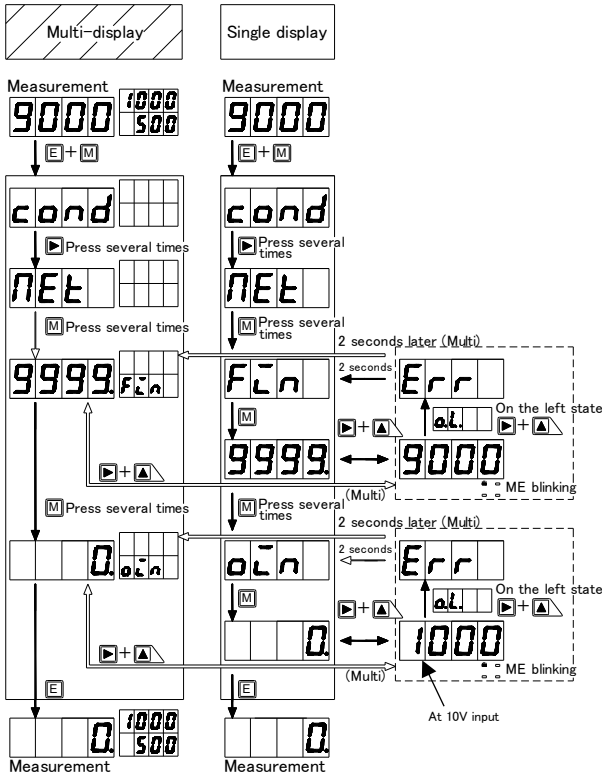 Multi-display Single display
Measurement Measurement
9000 1000 9000
500
E+M E+M
cond cond
▶Press several times ▶Press several
times
MEt MEt
M Press several times M Press several
times
2 seconds later (Multi)
9999. Fin Fin 2 seconds Err
On the left state
M o.l. ▶+▲
▶+▲
9999. 9000
▶+▲
(Multi) ME blinking
M Press several times M Press several
times
2 seconds later (Multi)
0. oin oin 2 seconds Err
On the left state
M o.l. ▶+▲
▶+▲
0. 1000
▶+▲
(Multi) ME blinking
E E
At 10V input
0. 1000 0.
500
Measurement Measurement